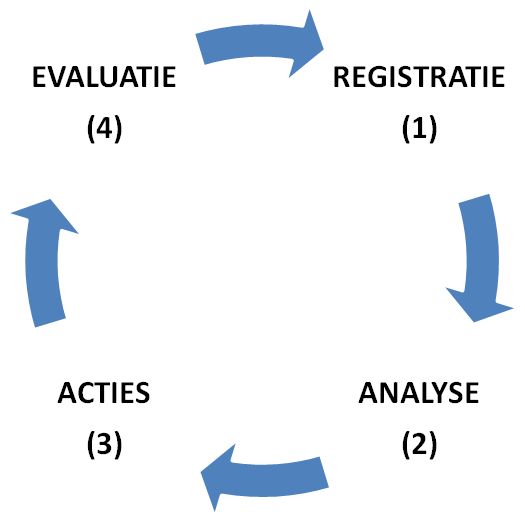 EVALUATIE
(4)
REGISTRATIE
(1)
ACTIES
(3)
ANALYSE
(2)